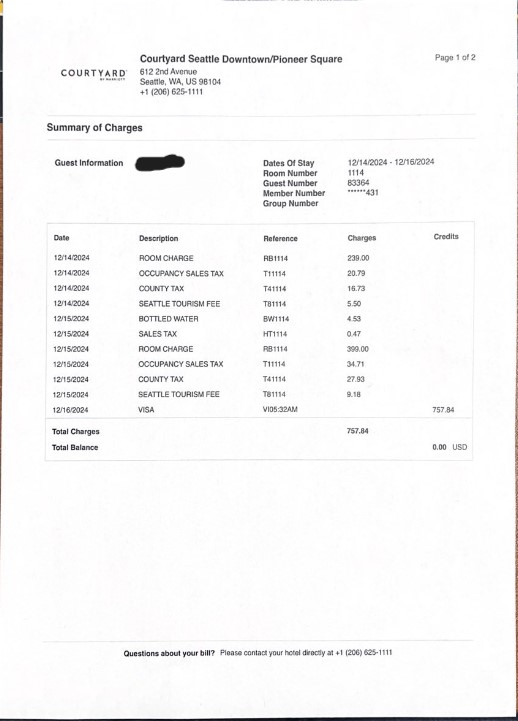 Courtyard Seattle Downtown/Pioneer Square
Page 1 of 2
COURTYARD
BY MARRIOTT
612 2nd Avenue
Seattle, WA, US 98104
+1 (206) 625-1111
Summary of Charges
Guest Information
Dates Of Stay 12/14/2024 - 12/16/2024
Room Number 1114
Guest Number 83364
Member Number ******431
Group Number
Date Description Reference Charges Credits
12/14/2024 ROOM CHARGE RB1114 239.00
12/14/2024 OCCUPANCY SALES TAX T11114 20.79
12/14/2024 COUNTY TAX T41114 16.73
12/14/2024 SEATTLE TOURISM FEE T81114 5.50
12/15/2024 BOTTLED WATER BW1114 4.53
12/15/2024 SALES TAX HT1114 0.47
12/15/2024 ROOM CHARGE RB1114 399.00
12/15/2024 OCCUPANCY SALES TAX T11114 34.71
12/15/2024 COUNTY TAX T41114 27.93
12/15/2024 SEATTLE TOURISM FEE T81114 9.18
12/16/2024 VISA VI05:32AM 757.84
Total Charges 757.84
Total Balance 0.00 USD
Questions about your bill? Please contact your hotel directly at +1 (206) 625-1111